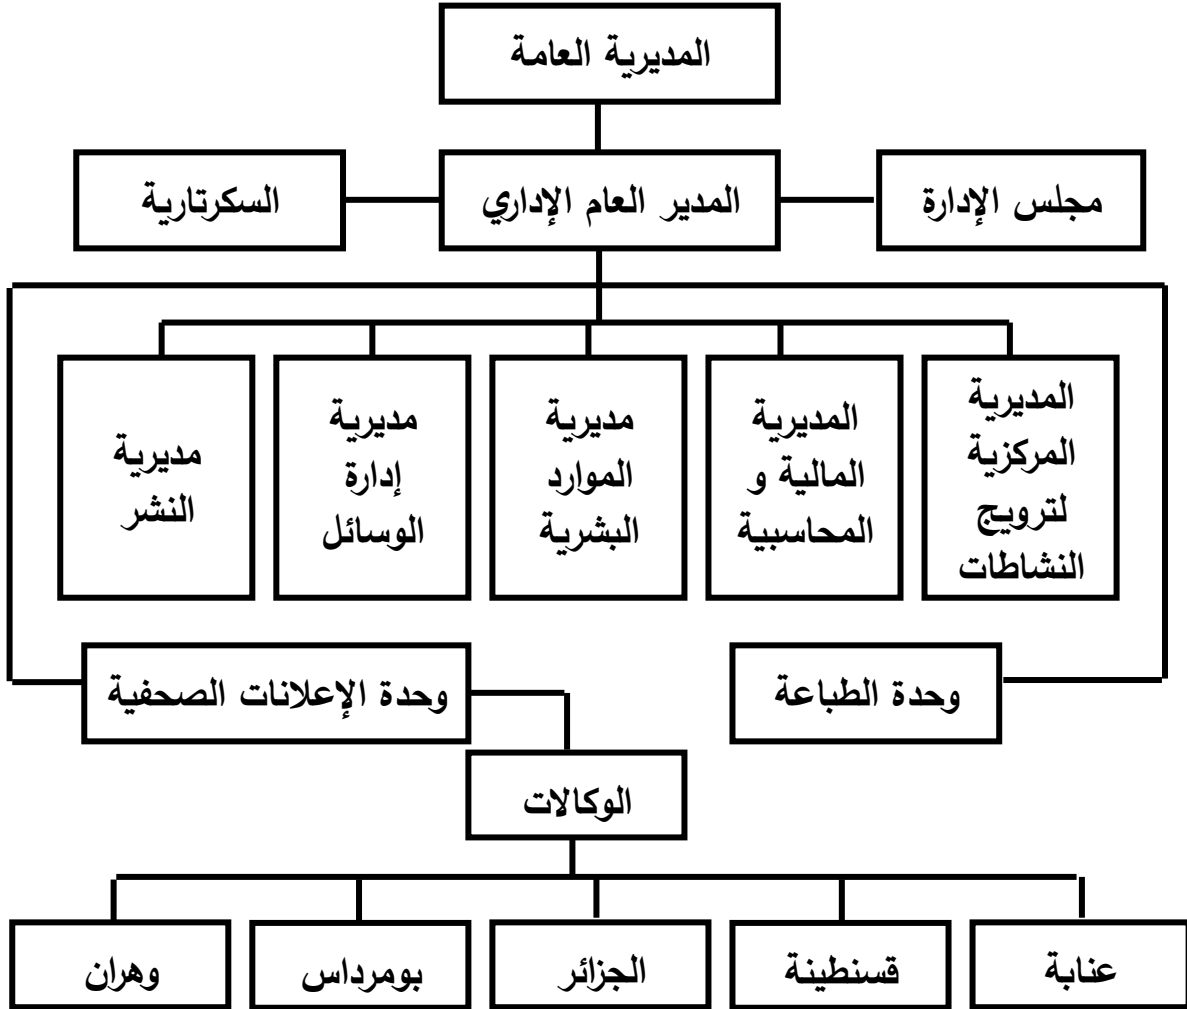 المديرية العامة
مجلس الإدارة
المدير العام الإداري
السكرتارية
المديرية
المركزية
لترويج
النشاطات
المديرية
المالية و
المحاسبية
مديرية
الموارد
البشرية
مديرية
إدارة
الوسائل
مديرية
النشر
وحدة الطباعة
وحدة الإعلانات الصحفية
الوكالات
عنابة
قسنطينة
الجزائر
بومرداس
وهران